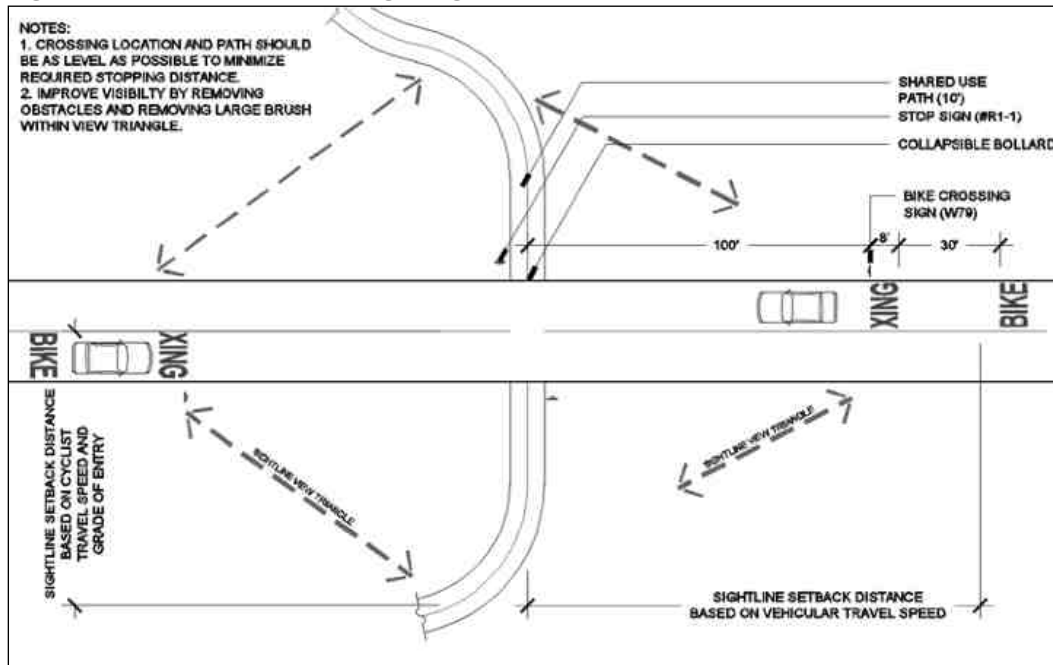 NOTES:
1. CROSSING LOCATION AND PATH SHOULD
BE AS LEVEL AS POSSIBLE TO MINIMIZE
REQUIRED STOPPING DISTANCE.
2. IMPROVE VISIBILTY BY REMOVING
OBSTACLES AND REMOVING LARGE BRUSH
WITHIN VIEW TRIANGLE.
SHARED USE
PATH (10')
STOP SIGN (#R1-1)
COLLAPSIBLE BOLLARD
BIKE CROSSING
SIGN (W79)
100'
8'
30'
XING
BIKE
BIKE
XING
SIGHTLINE SETBACK DISTANCE
BASED ON CYCLIST
TRAVEL SPEED AND
GRADE OF ENTRY
SIGHTLINE VIEW TRIANGLE
SIGHTLINE VIEW TRIANGLE
SIGHTLINE SETBACK DISTANCE
BASED ON VEHICULAR TRAVEL SPEED